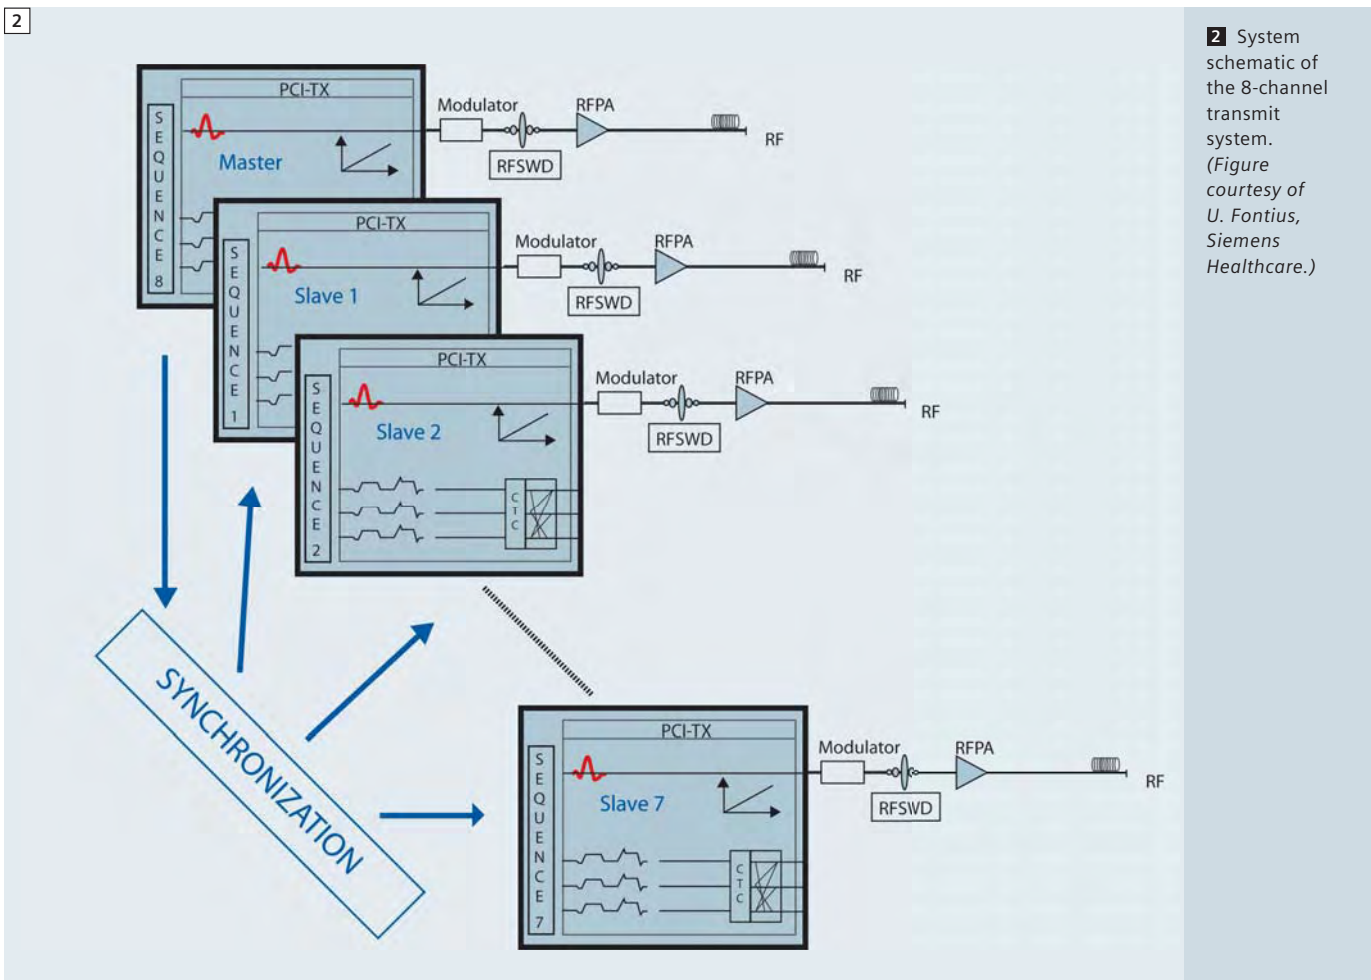 2
PCI-TX
SEQUENCE 8
Master
Modulator
RFSWD
RFPA
RF
PCI-TX
SEQUENCE 1
Slave 1
Modulator
RFSWD
RFPA
RF
PCI-TX
SEQUENCE 2
Slave 2
CTC
Modulator
RFSWD
RFPA
RF
SYNCHRONIZATION
PCI-TX
SEQUENCE 7
Slave 7
CTC
Modulator
RFSWD
RFPA
RF
2 System
schematic of
the 8-channel
transmit
system.
(Figure
courtesy of
U. Fontius,
Siemens
Healthcare.)